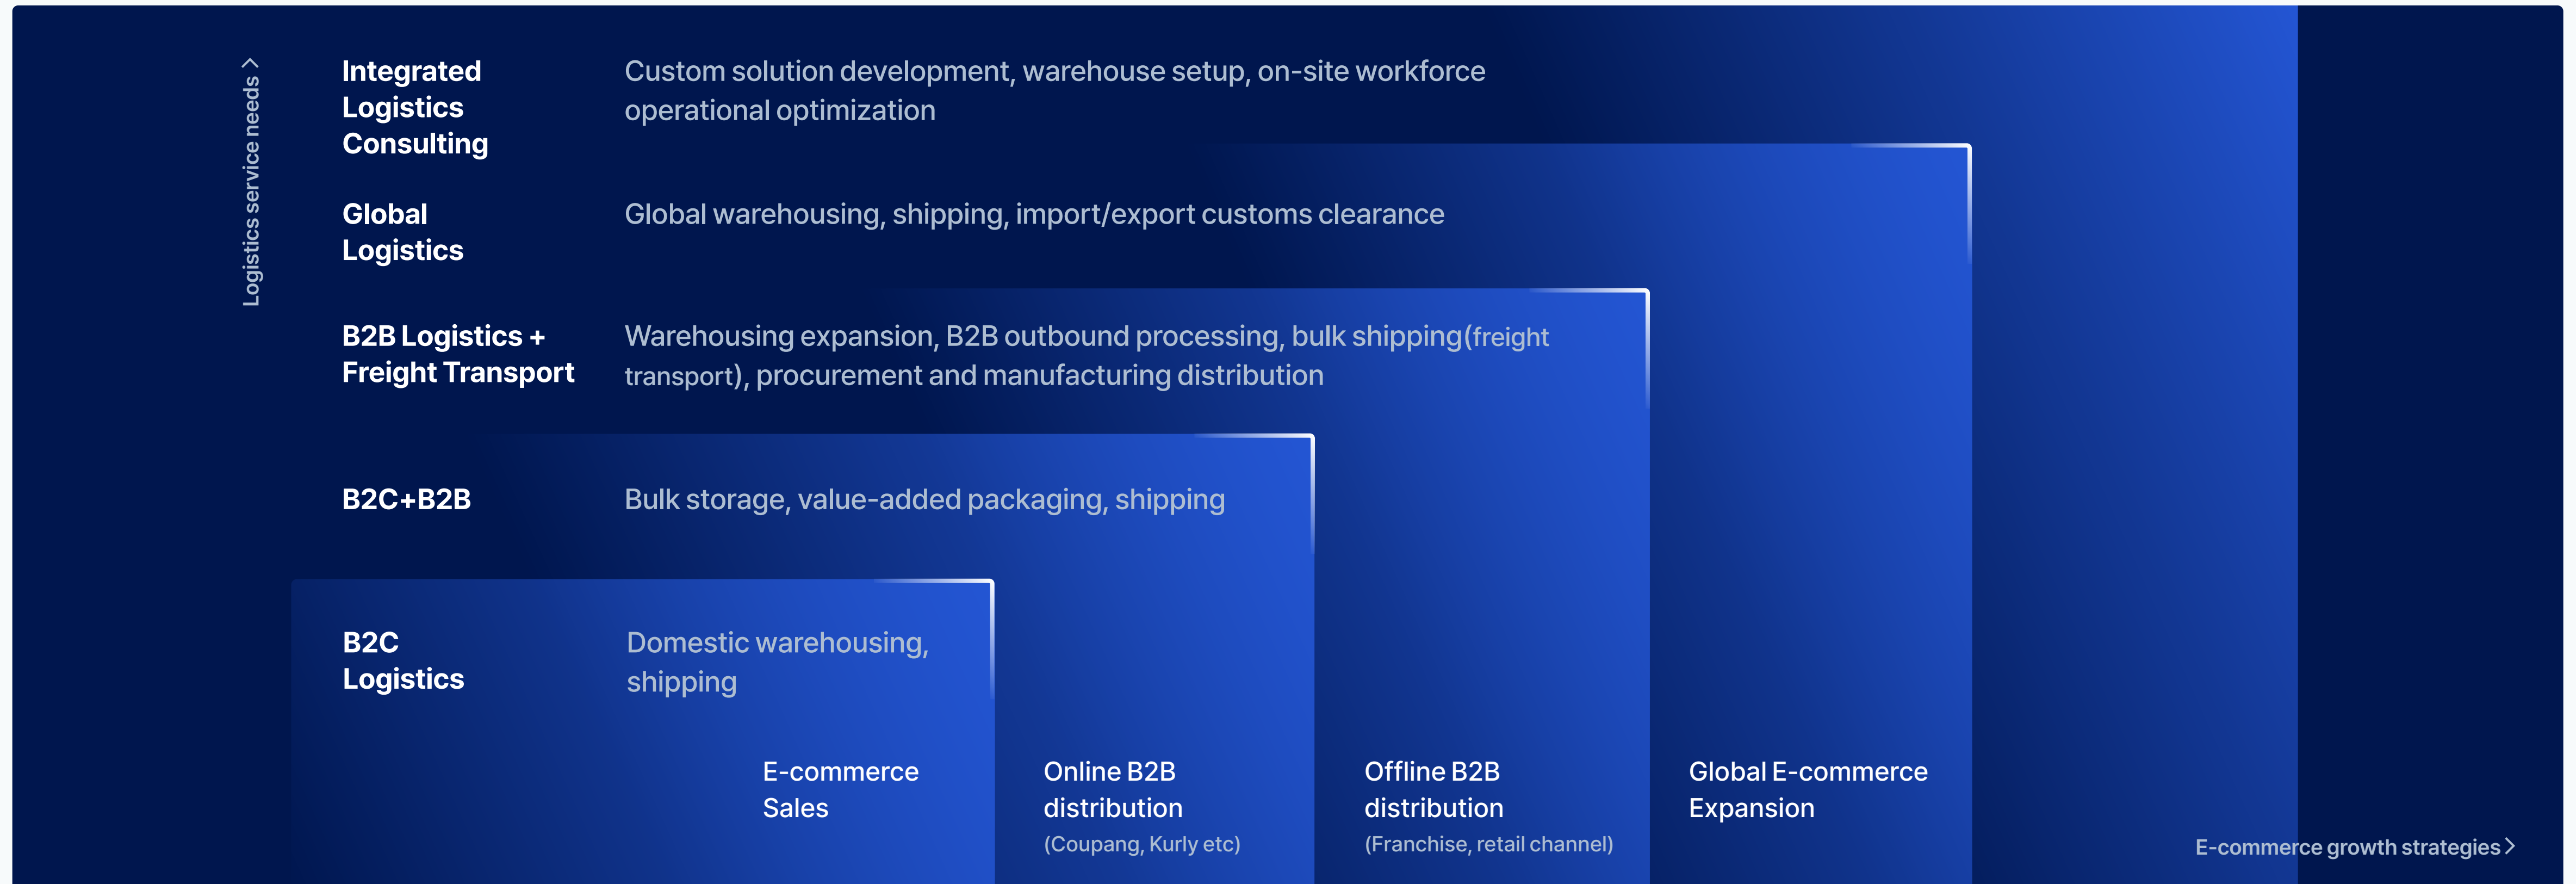 Logistics service needs >
Integrated
Logistics
Consulting
Custom solution development, warehouse setup, on-site workforce
operational optimization
Global
Logistics
Global warehousing, shipping, import/export customs clearance
B2B Logistics +
Freight Transport
Warehousing expansion, B2B outbound processing, bulk shipping(freight
transport), procurement and manufacturing distribution
B2C+B2B
Bulk storage, value-added packaging, shipping
B2C
Logistics
Domestic warehousing,
shipping
E-commerce
Sales
Online B2B
distribution
(Coupang, Kurly etc)
Offline B2B
distribution
(Franchise, retail channel)
Global E-commerce
Expansion
E-commerce growth strategies >